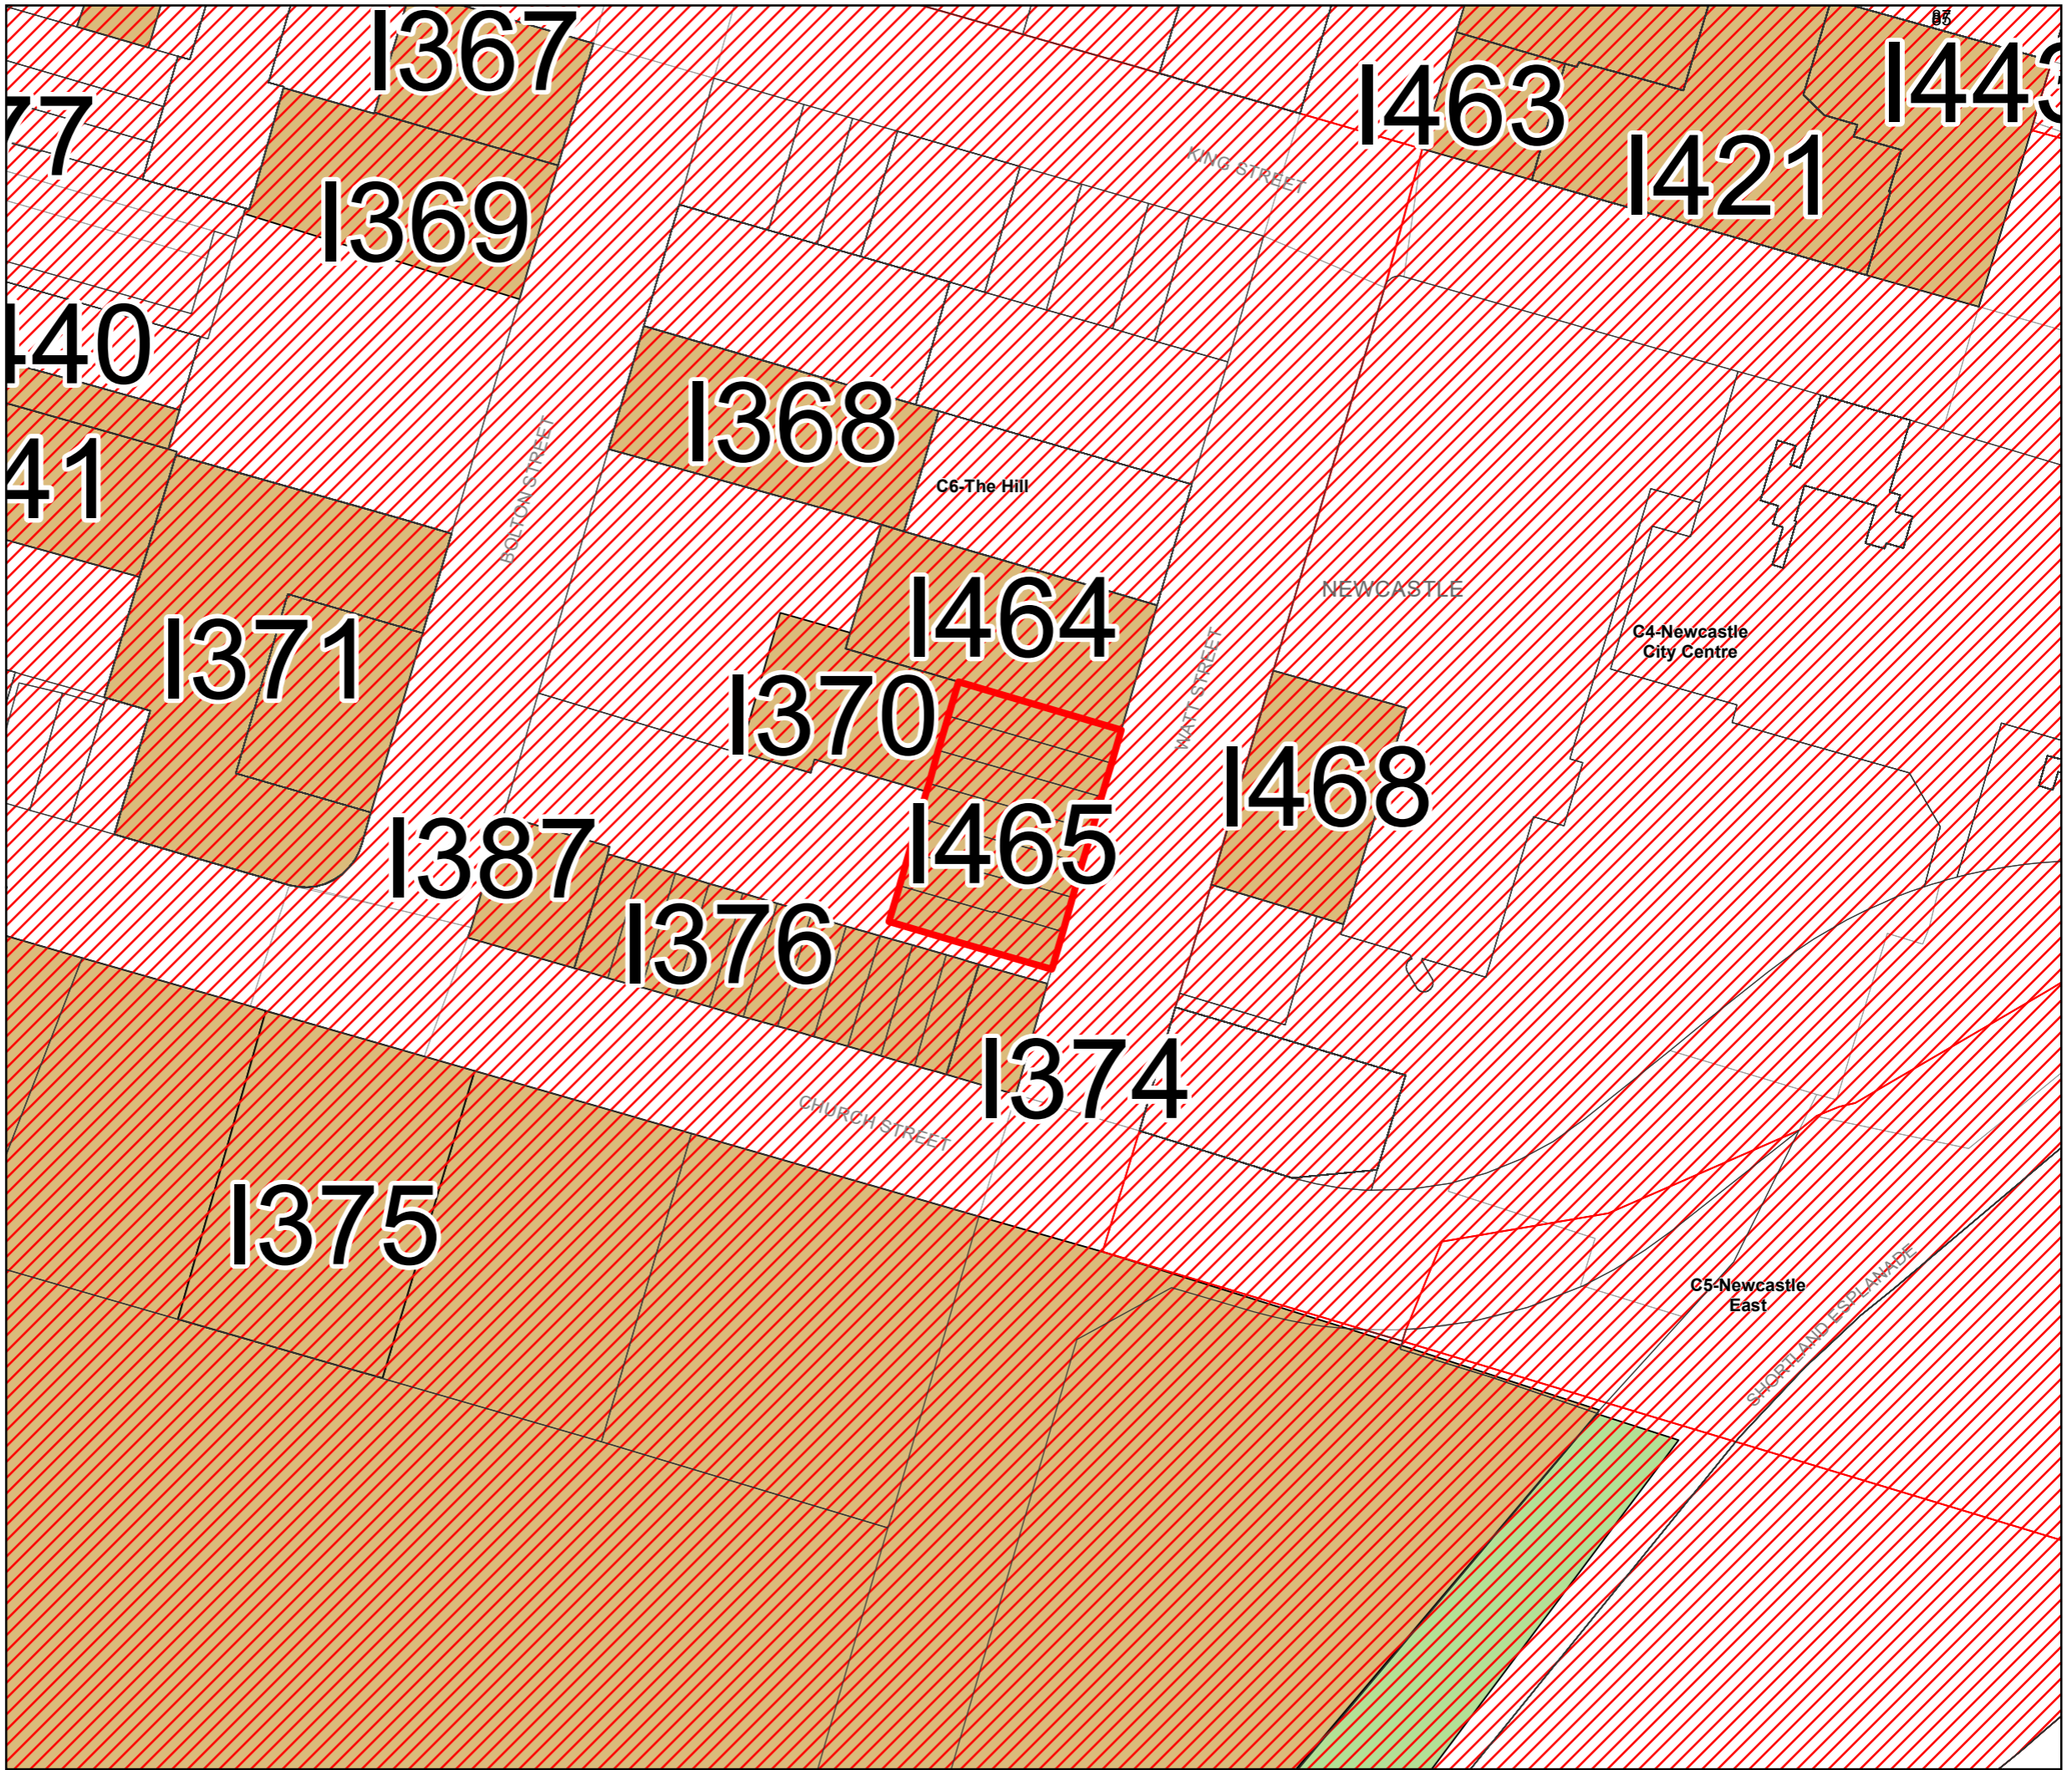 I367
I463
I443
77
KING STREET
I421
I369
I368
41
BOLTON STREET
C6-The Hill
I464
NEWCASTLE
C4-Newcastle
City Centre
I371
I370
WATT STREET
I468
I465
I387
I376
I374
CHURCH STREET
I375
C5-Newcastle
East
SHORTLAND ESPLANADE